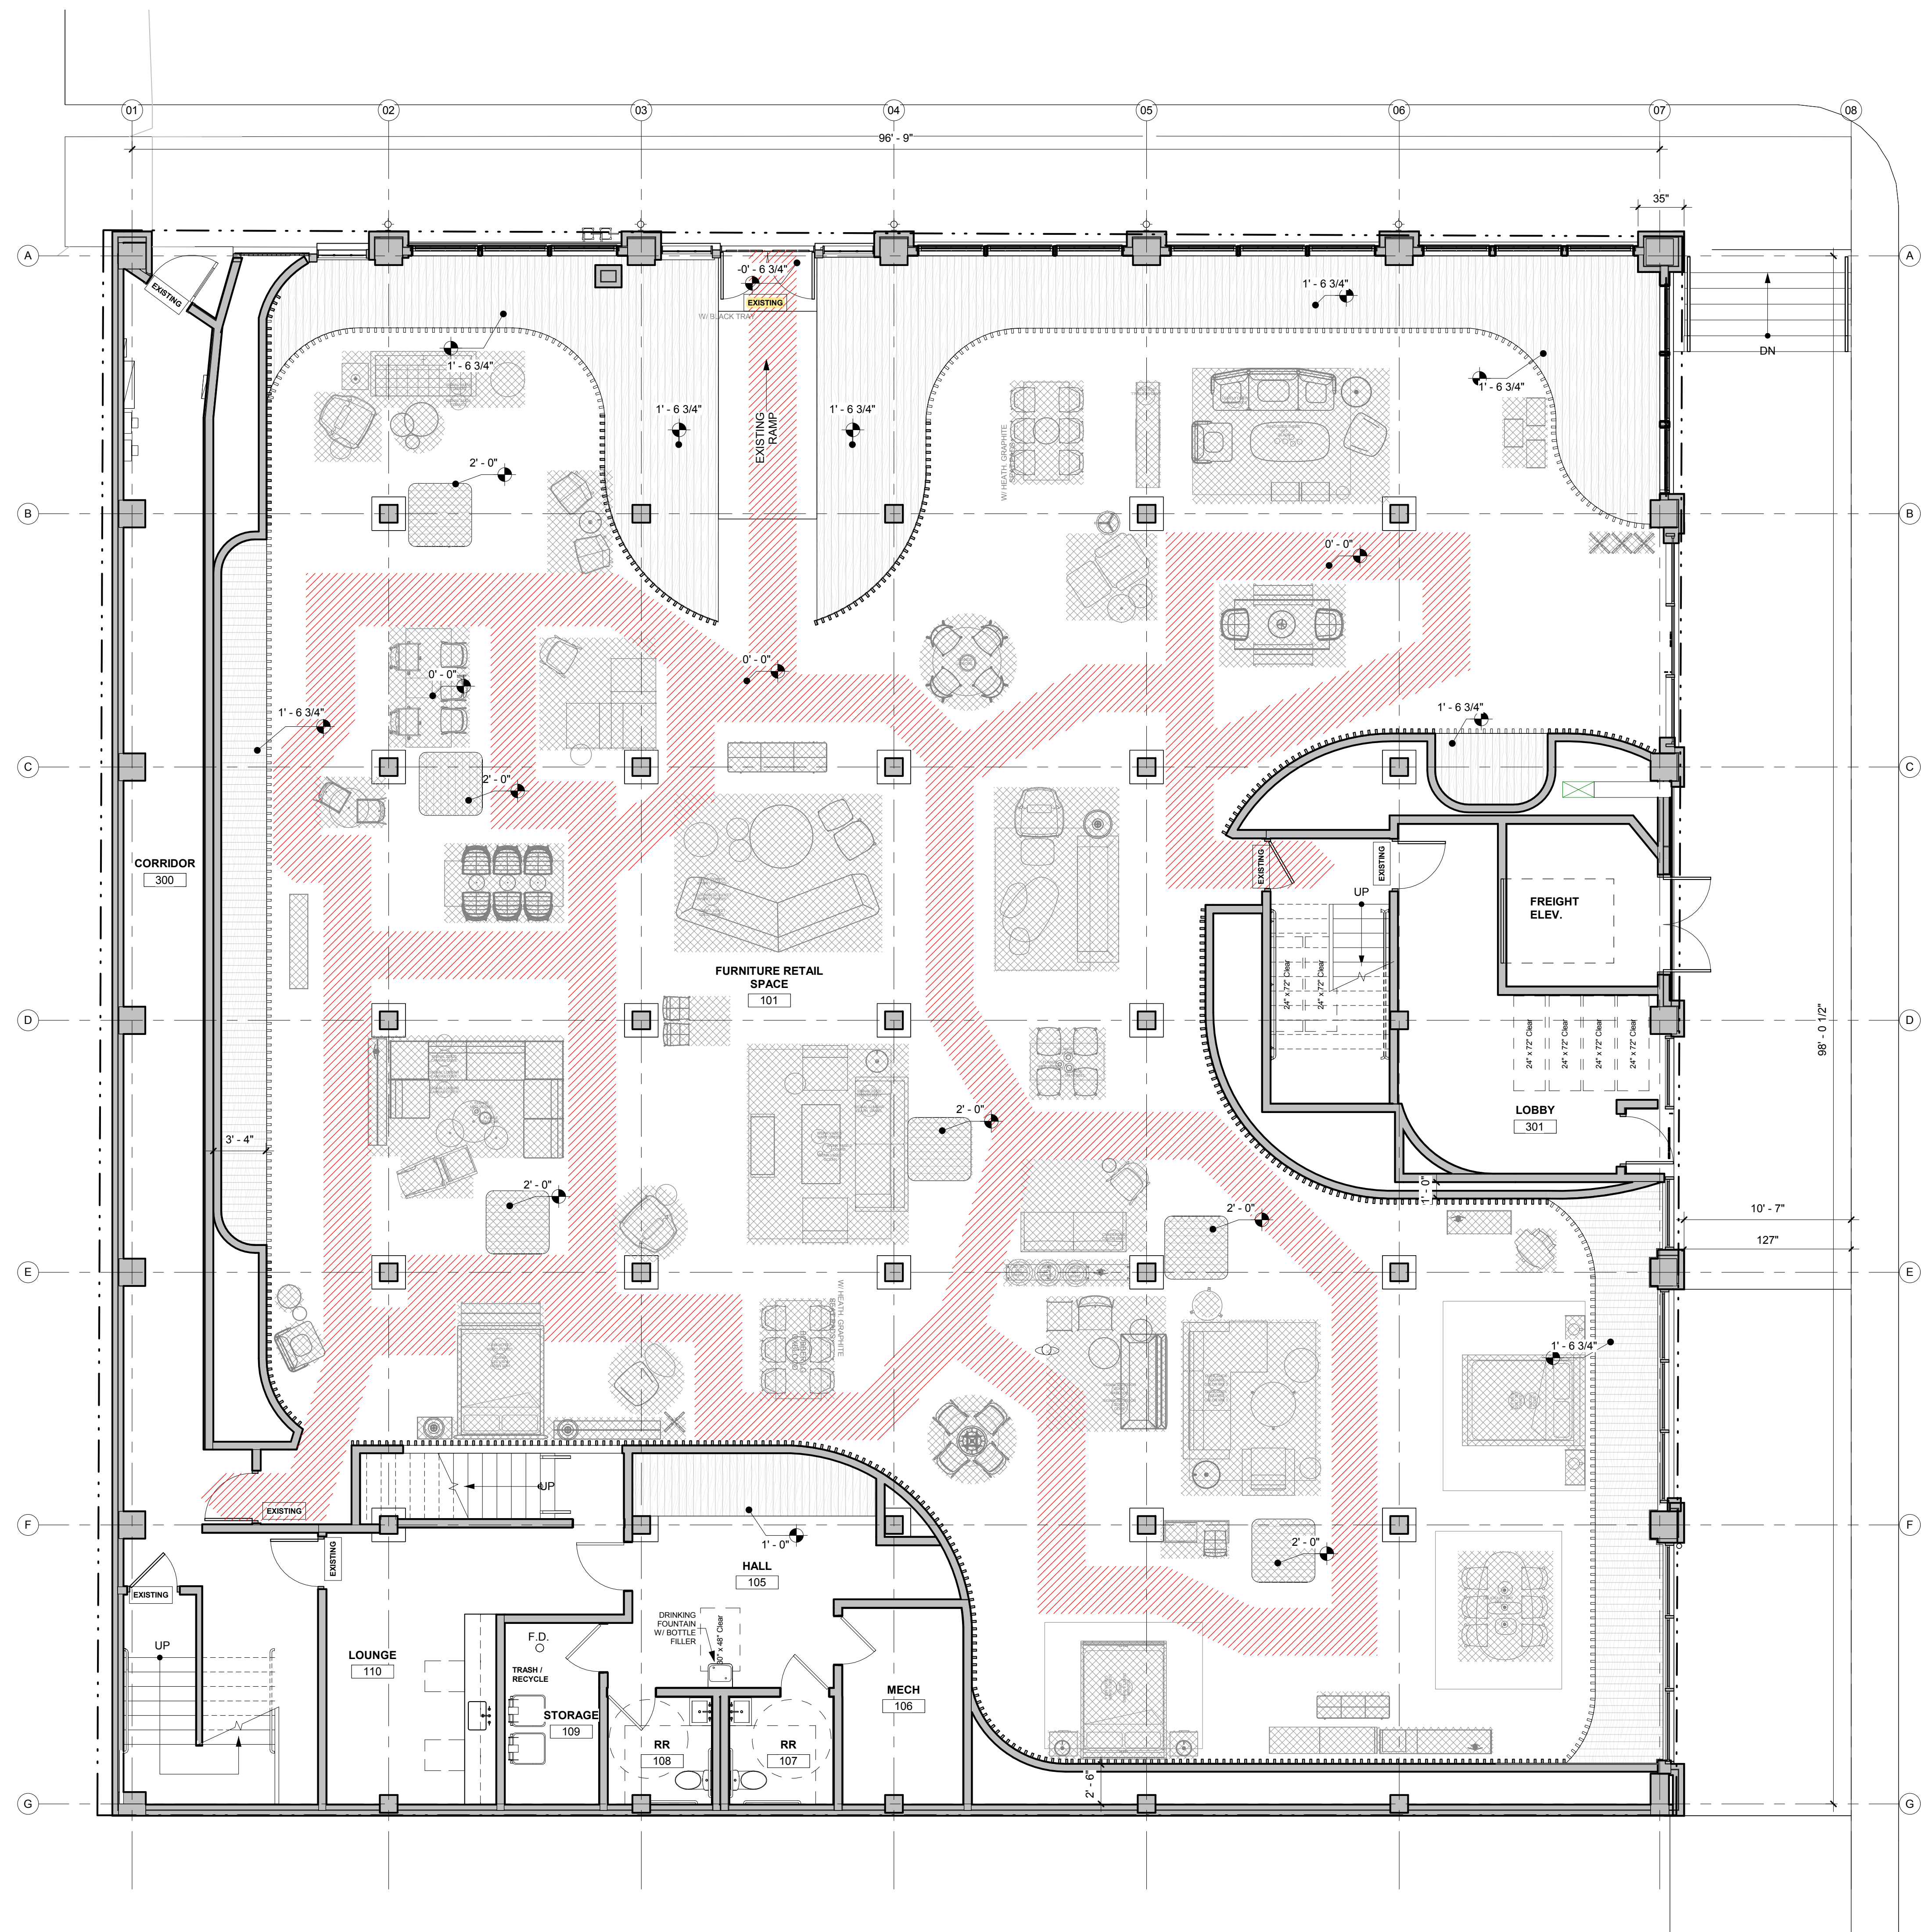 01
02
03
04
05
06
07
08
96' - 9"
35"
A
A
EXISTING
-0' - 6 3/4"
EXISTING
W/ BLACK TRAY
1' - 6 3/4"
DN
1' - 6 3/4"
1' - 6 3/4"
1' - 6 3/4"
1' - 6 3/4"
EXISTING
RAMP
W/ HEATH. GRAPHITE
2' - 0"
B
B
0' - 0"
0' - 0"
0' - 0"
1' - 6 3/4"
1' - 6 3/4"
C
C
2' - 0"
CORRIDOR
300
EXISTING
EXISTING
UP
FREIGHT
ELEV.
FURNITURE RETAIL
SPACE
101
24" x 72" Clear
24" x 72" Clear
D
D
98' - 0 1/2"
24" x 72" Clear
24" x 72" Clear
24" x 72" Clear
24" x 72" Clear
2' - 0"
LOBBY
301
3' - 4"
2' - 0"
1' - 0"
2' - 0"
10' - 7"
127"
E
E
W/ HEATH. GRAPHITE
1' - 6 3/4"
UP
EXISTING
F
F
1' - 0"
2' - 0"
EXISTING
HALL
105
EXISTING
DRINKING
FOUNTAIN
W/ BOTTLE
FILLER
30" x 48" Clear
UP
F.D.
LOUNGE
110
TRASH /
RECYCLE
MECH
106
STORAGE
109
RR
108
RR
107
2' - 6"
G
G